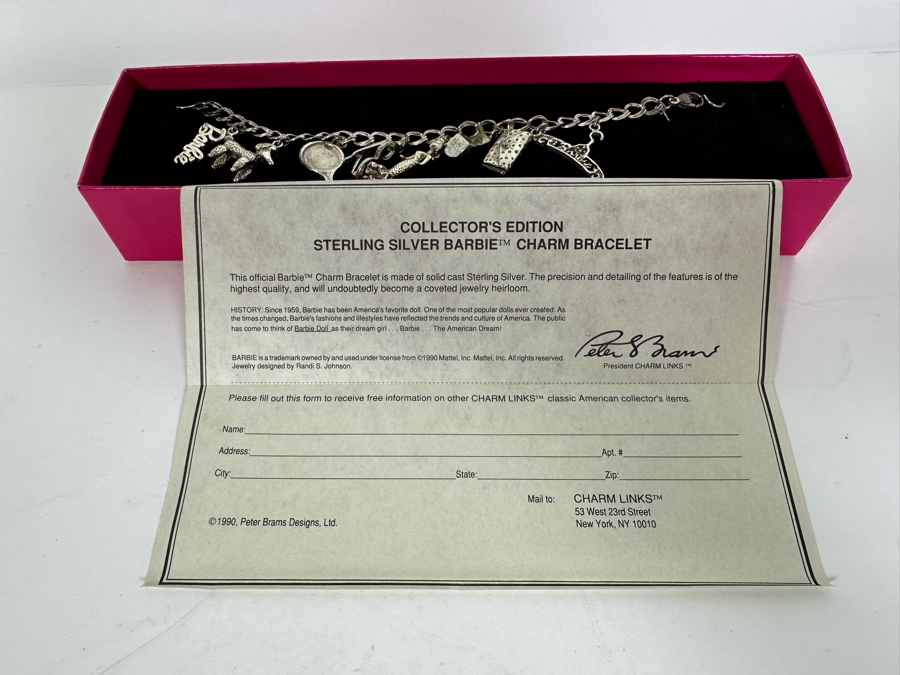 Barbie
COLLECTOR'S EDITION
STERLING SILVER BARBIE™ CHARM BRACELET
This official Barbie™ Charm Bracelet is made of solid cast Sterling Silver. The precision and detailing of the features is of the
highest quality, and will undoubtedly become a coveted jewelry heirloom.
HISTORY: Since 1959, Barbie has been America's favorite doll. One of the most popular dolls ever created. As
the times changed, Barbie's fashions and lifestyles have reflected the trends and culture of America. The public
has come to think of Barbie Doll as their dream girl . . . Barbie . . . The American Dream!
BARBIE is a trademark owned by and used under license from ©1990 Mattel, Inc. Mattel, Inc. All rights reserved.
Jewelry designed by Randi S. Johnson.
Peter S Brams
President CHARM LINKS™
Please fill out this form to receive free information on other CHARM LINKS™ classic American collector's items.
Name:
Address: Apt. #
City: State: Zip:
Mail to: CHARM LINKS™
53 West 23rd Street
New York, NY 10010
©1990, Peter Brams Designs, Ltd.